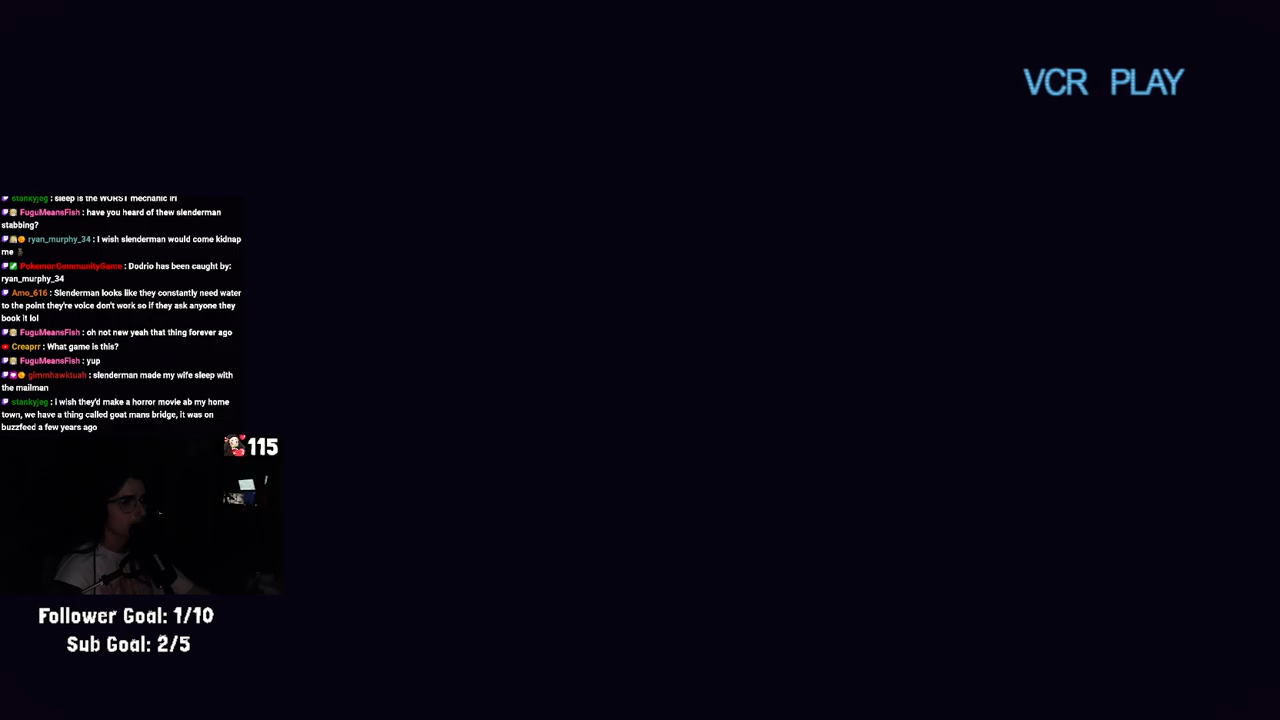 VCR PLAY
stankyjeg : sleep is the WORST mechanic irl
FuguMeansFish : have you heard of thew slenderman
stabbing?
ryan_murphy_34 : I wish slenderman would come kidnap
me
PokemonCommunityGame : Dodrio has been caught by:
ryan_murphy_34
Amo_616 : Slenderman looks like they constantly need water
to the point they're voice don't work so if they ask anyone they
book it lol
FuguMeansFish : oh not new yeah that thing forever ago
Creaprr : What game is this?
FuguMeansFish : yup
gimmhawktuah : slenderman made my wife sleep with
the mailman
stankyjeg : I wish they'd make a horror movie ab my home
town, we have a thing called goat mans bridge, it was on
buzzfeed a few years ago
115
Follower Goal: 1/10
Sub Goal: 2/5